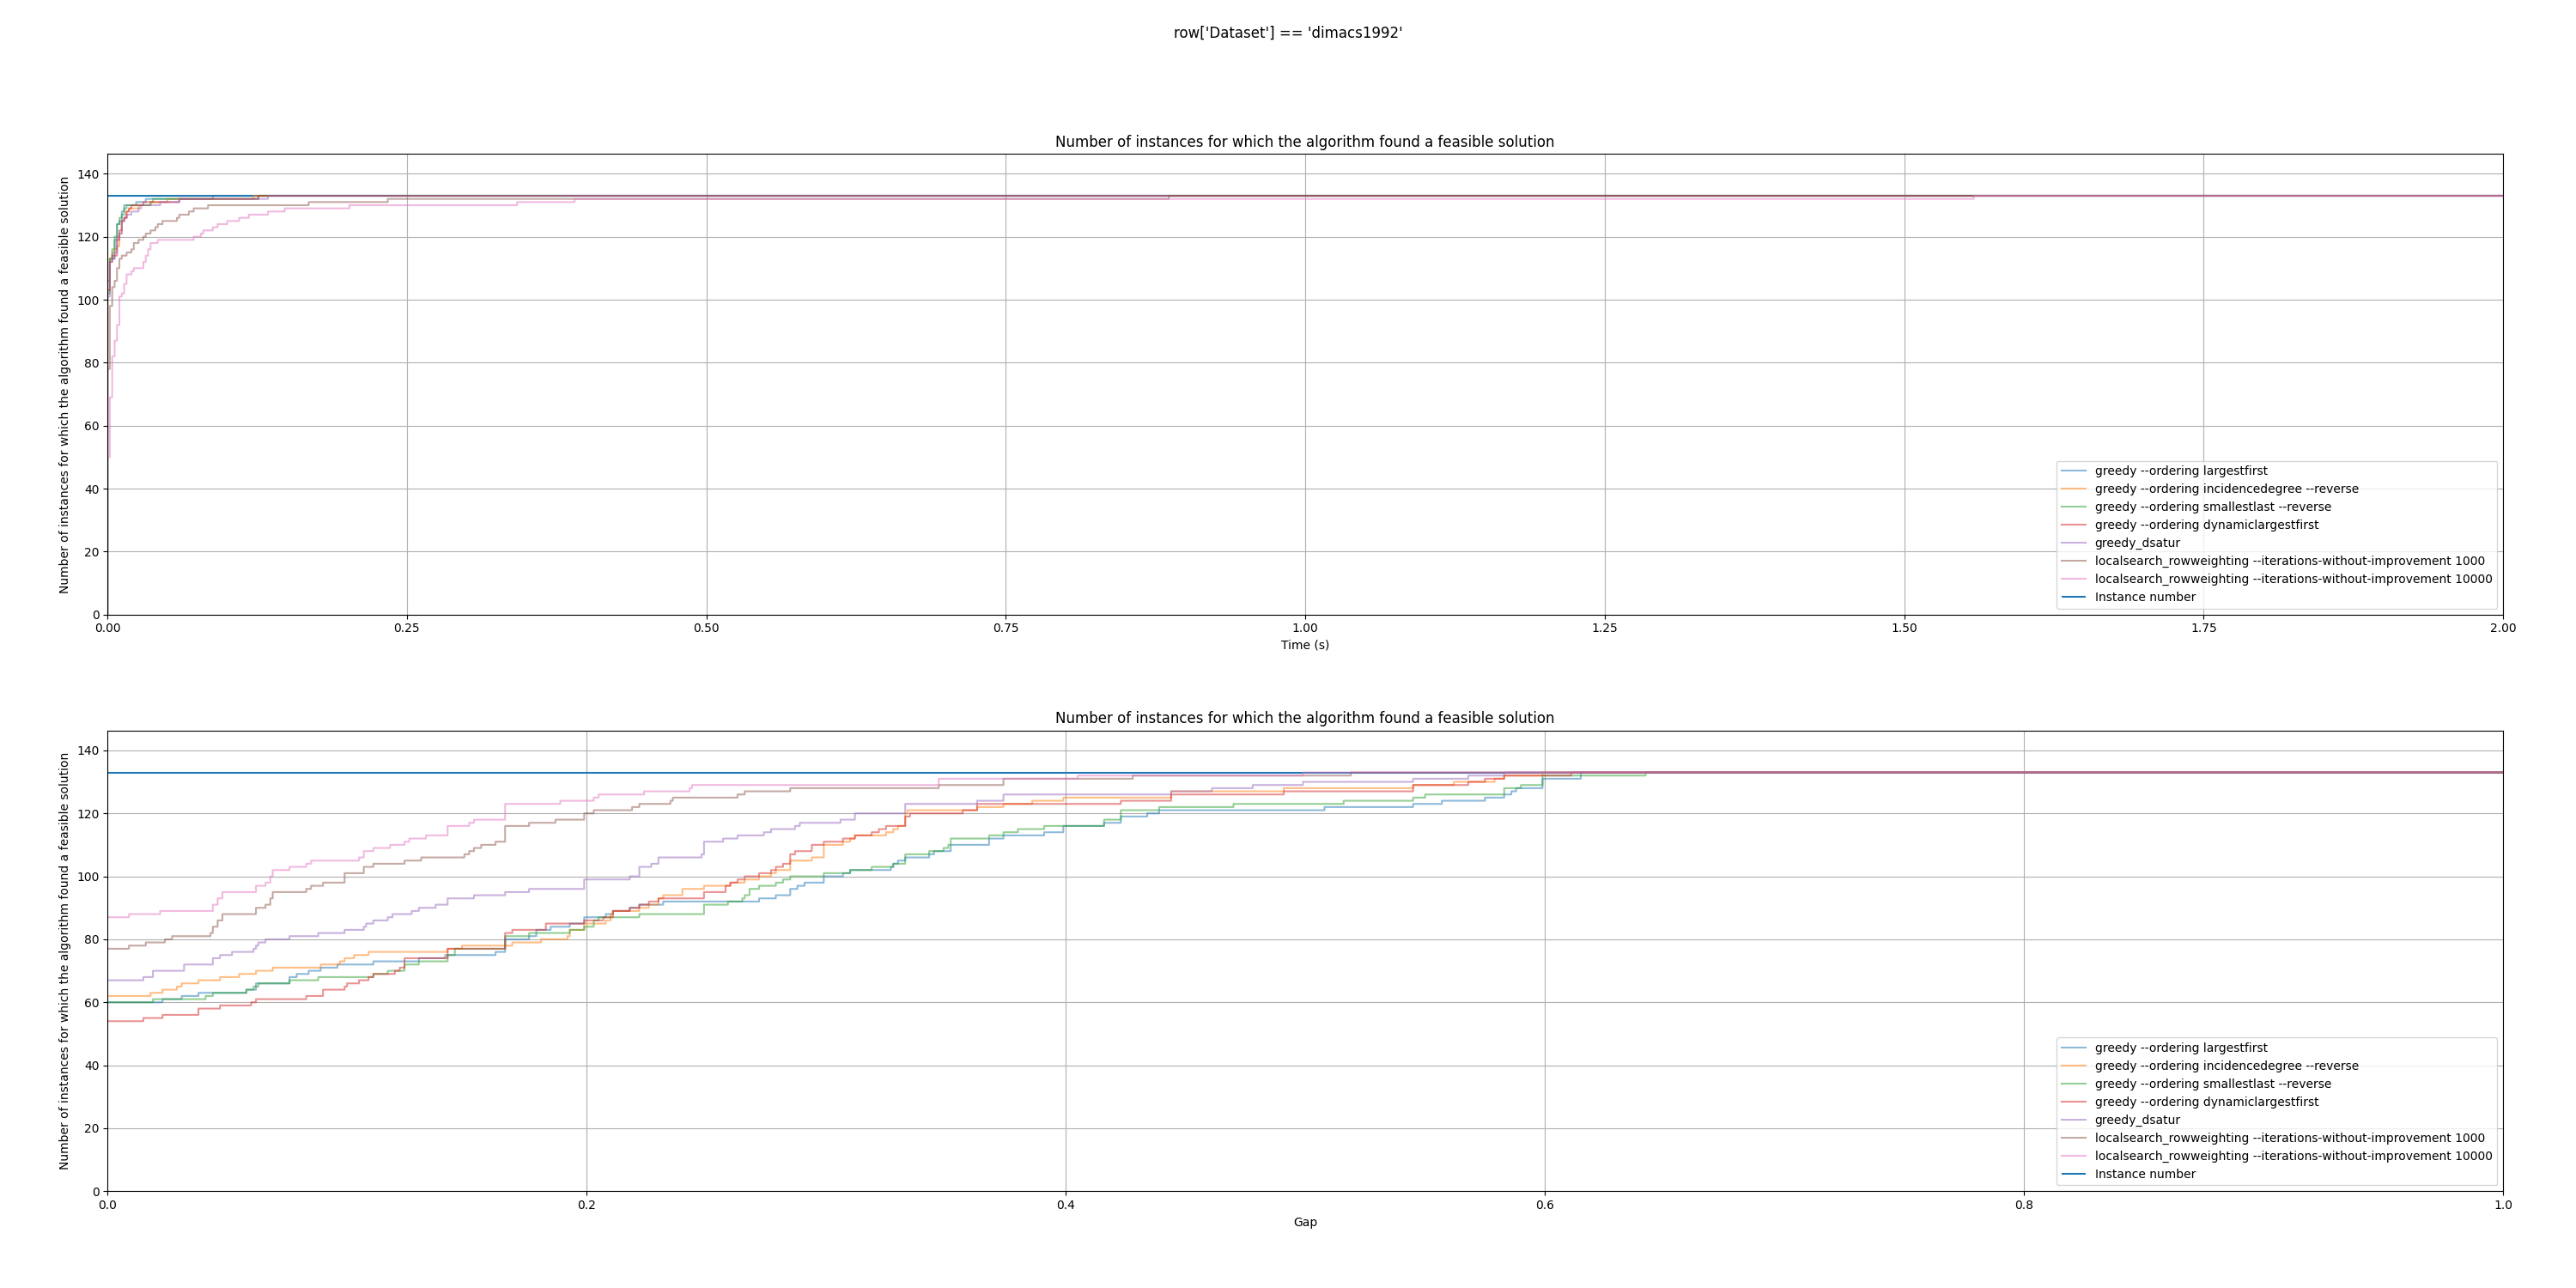 row['Dataset'] == 'dimacs1992'
Number of instances for which the algorithm found a feasible solution
Number of instances for which the algorithm found a feasible solution
140
120
100
80
60
40
20
0
0.00 0.25 0.50 0.75 1.00 1.25 1.50 1.75 2.00
Time (s)
greedy --ordering largestfirst
greedy --ordering incidencedegree --reverse
greedy --ordering smallestlast --reverse
greedy --ordering dynamiclargestfirst
greedy_dsatur
localsearch_rowweighting --iterations-without-improvement 1000
localsearch_rowweighting --iterations-without-improvement 10000
Instance number
Number of instances for which the algorithm found a feasible solution
Number of instances for which the algorithm found a feasible solution
140
120
100
80
60
40
20
0
0.0 0.2 0.4 0.6 0.8 1.0
Gap
greedy --ordering largestfirst
greedy --ordering incidencedegree --reverse
greedy --ordering smallestlast --reverse
greedy --ordering dynamiclargestfirst
greedy_dsatur
localsearch_rowweighting --iterations-without-improvement 1000
localsearch_rowweighting --iterations-without-improvement 10000
Instance number